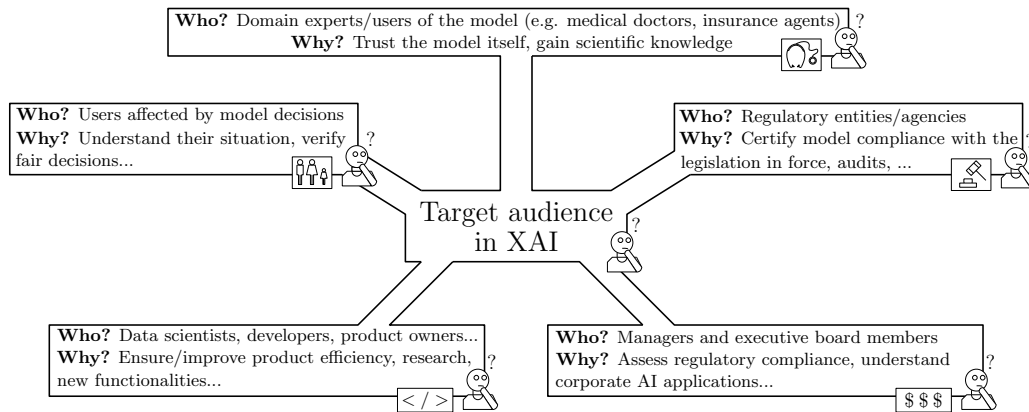 Who? Domain experts/users of the model (e.g. medical doctors, insurance agents)
Why? Trust the model itself, gain scientific knowledge
?
Who? Users affected by model decisions
Why? Understand their situation, verify
fair decisions...
?
Who? Regulatory entities/agencies
Why? Certify model compliance with the
legislation in force, audits, ...
?
Target audience
in XAI
?
Who? Data scientists, developers, product owners...
Why? Ensure/improve product efficiency, research,
new functionalities...
?
< / >
Who? Managers and executive board members
Why? Assess regulatory compliance, understand
corporate AI applications...
?
$ $ $